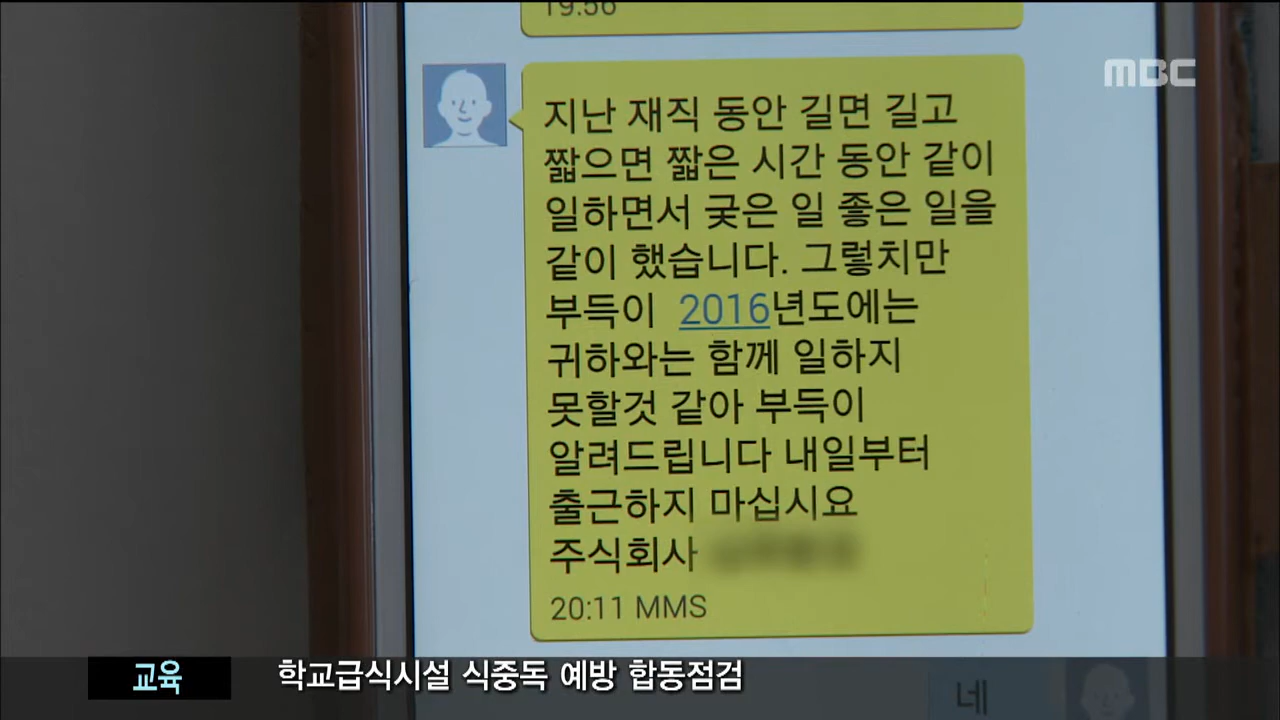 19:56
MBC
지난 재직 동안 길면 길고
짧으면 짧은 시간 동안 같이
일하면서 궂은 일 좋은 일을
같이 했습니다. 그렇치만
부득이 2016년도에는
귀하와는 함께 일하지
못할것 같아 부득이
알려드립니다 내일부터
출근하지 마십시요
주식회사
20:11 MMS
네
교육 학교급식시설 식중독 예방 합동점검